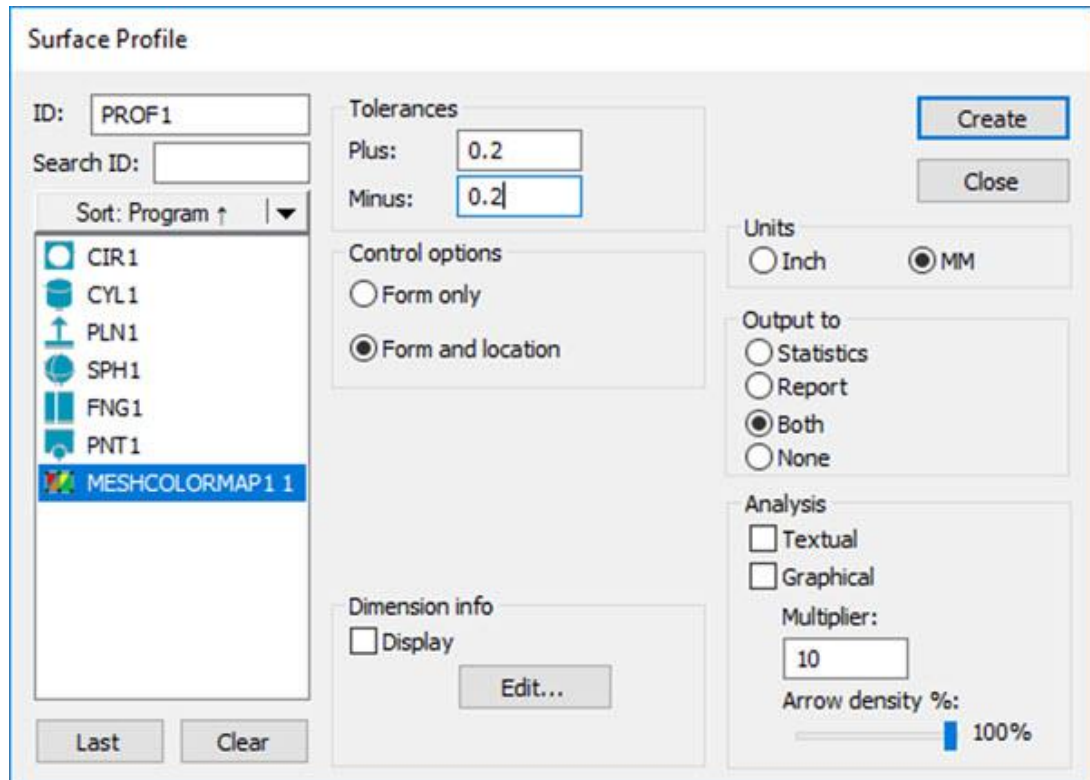 Surface Profile
ID: PROF1
Search ID:
Sort: Program ↑
CIR1
CYL1
PLN1
SPH1
FNG1
PNT1
MESHCOLORMAP1 1
Last Clear
Tolerances
Plus: 0.2
Minus: 0.2
Control options
Form only
Form and location
Dimension info
Display
Edit...
Create
Close
Units
Inch MM
Output to
Statistics
Report
Both
None
Analysis
Textual
Graphical
Multiplier:
10
Arrow density %:
100%